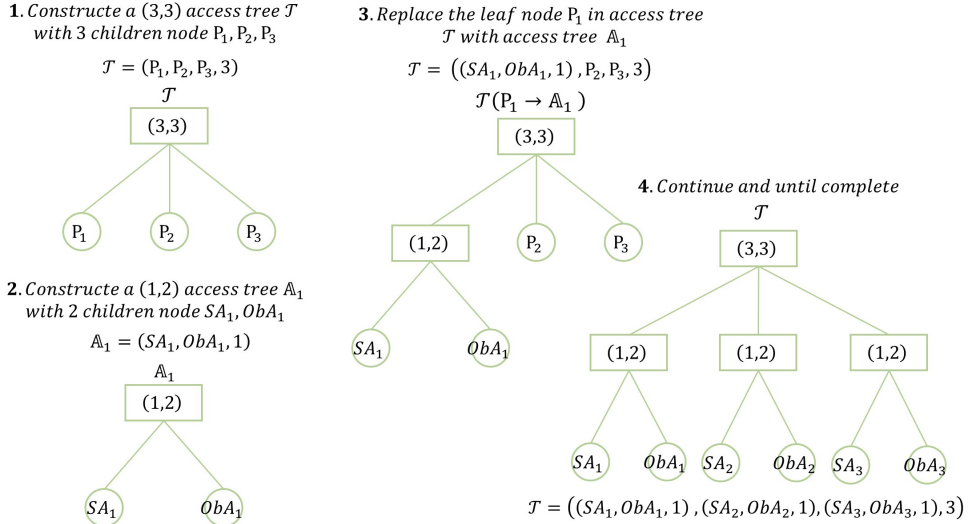 1. Constructe a (3,3) access tree 𝒯
with 3 children node P₁, P₂, P₃
𝒯 = (P₁, P₂, P₃, 3)
𝒯
(3,3)
P₁ P₂ P₃
2. Constructe a (1,2) access tree 𝔸₁
with 2 children node SA₁, ObA₁
𝔸₁ = (SA₁, ObA₁, 1)
𝔸₁
(1,2)
SA₁ ObA₁
3. Replace the leaf node P₁ in access tree
𝒯 with access tree 𝔸₁
𝒯 = ((SA₁, ObA₁, 1) , P₂, P₃, 3)
𝒯(P₁ → 𝔸₁ )
(3,3)
(1,2) P₂ P₃
SA₁ ObA₁
4. Continue and until complete
𝒯
(3,3)
(1,2) (1,2) (1,2)
SA₁ ObA₁ SA₂ ObA₂ SA₃ ObA₃
𝒯 = ((SA₁, ObA₁, 1) , (SA₂, ObA₂, 1), (SA₃, ObA₃, 1), 3)